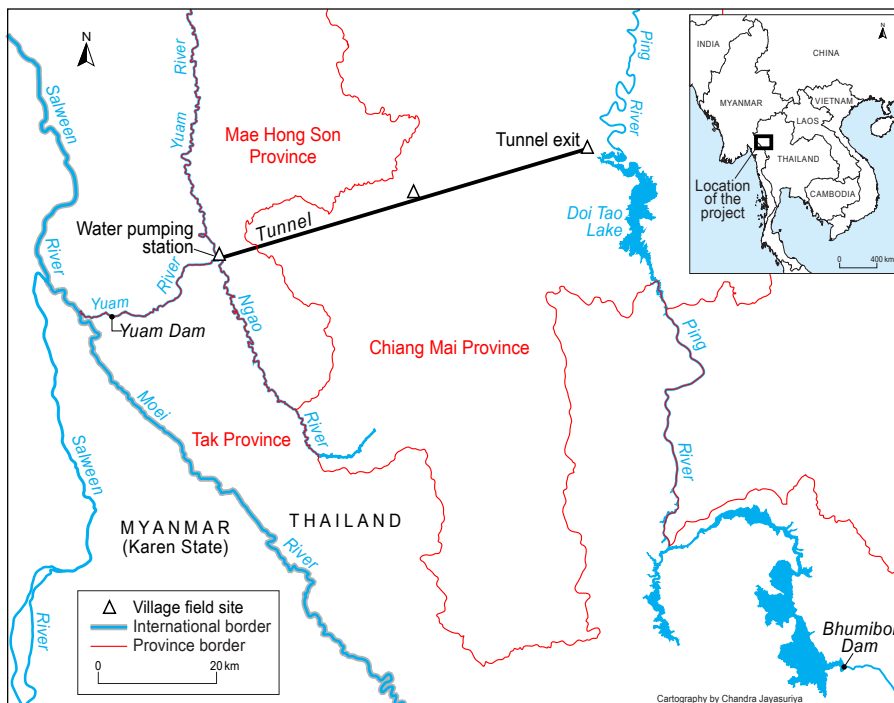 N
Salween
River
River
Yuam
Mae Hong Son
Province
Ping
River
Tunnel exit
Tunnel
Water pumping
station
Doi Tao
Lake
River
Yuam
Yuam Dam
Ngao
River
Moei
River
Chiang Mai Province
Tak Province
Ping
River
Salween
River
MYANMAR
(Karen State)
THAILAND
Bhumibol
Dam
Village field site
International border
Province border
0 20 km
Cartography by Chandra Jayasuriya
N
INDIA
CHINA
MYANMAR
VIETNAM
LAOS
THAILAND
CAMBODIA
Location
of the
project
0 400 km